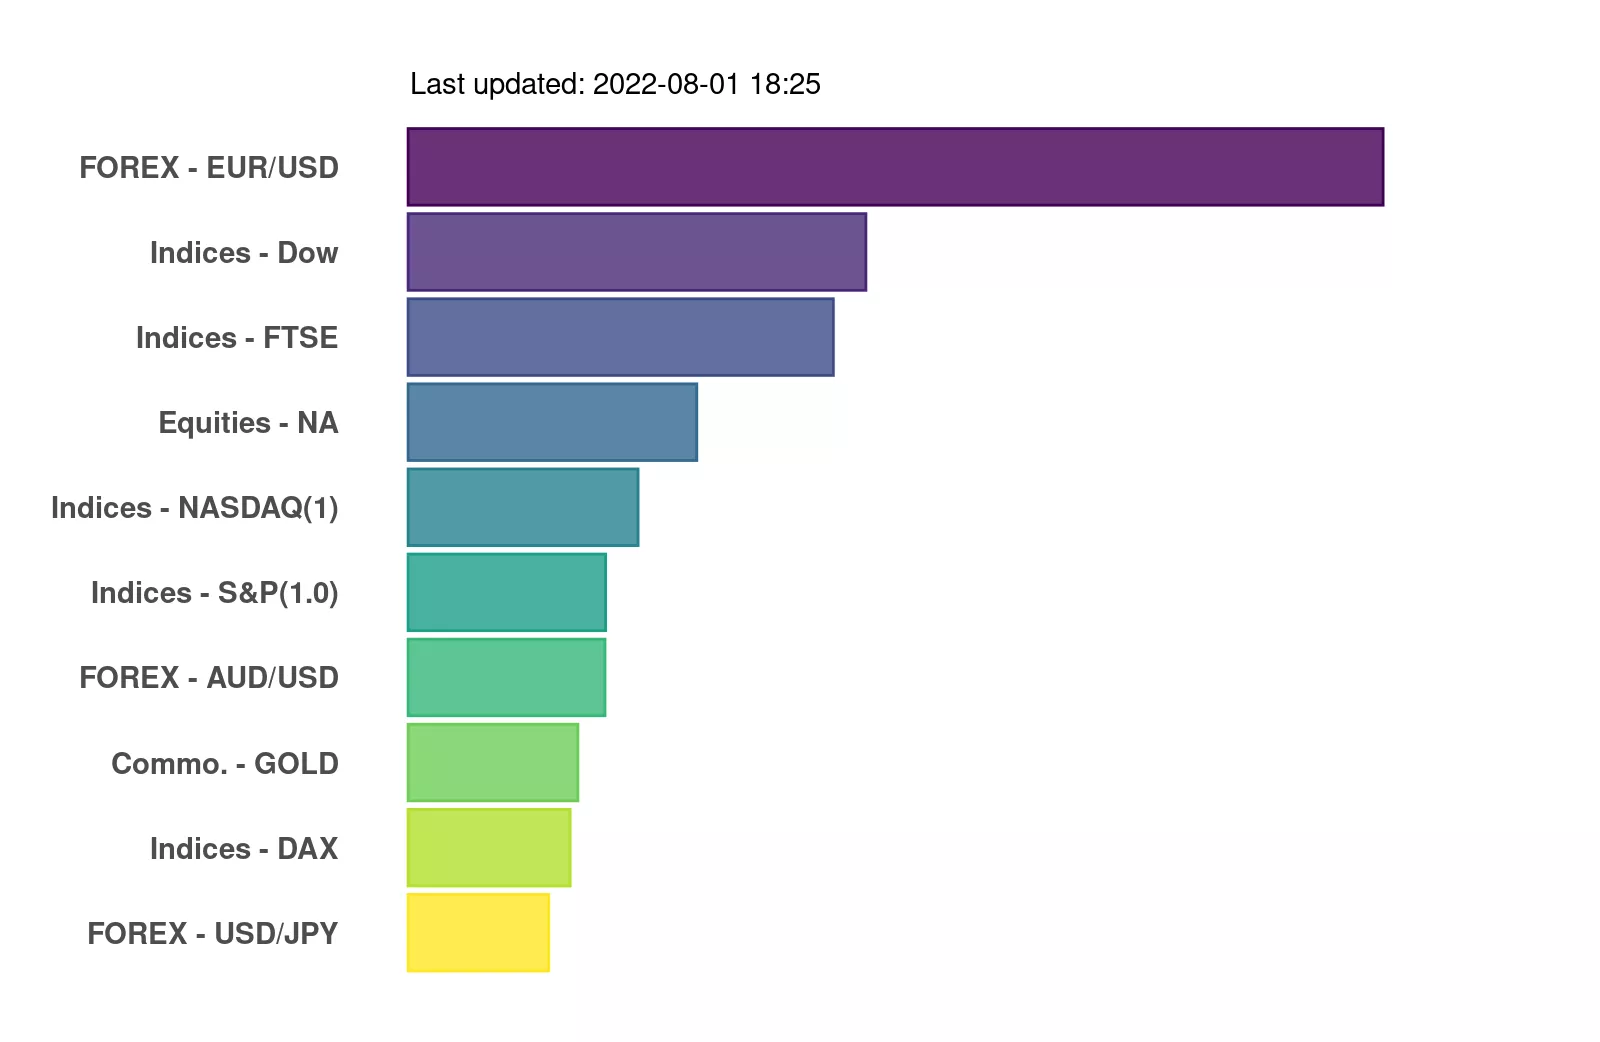 Last updated: 2022-08-01 18:25
FOREX - EUR/USD
Indices - Dow
Indices - FTSE
Equities - NA
Indices - NASDAQ(1)
Indices - S&P(1.0)
FOREX - AUD/USD
Commo. - GOLD
Indices - DAX
FOREX - USD/JPY